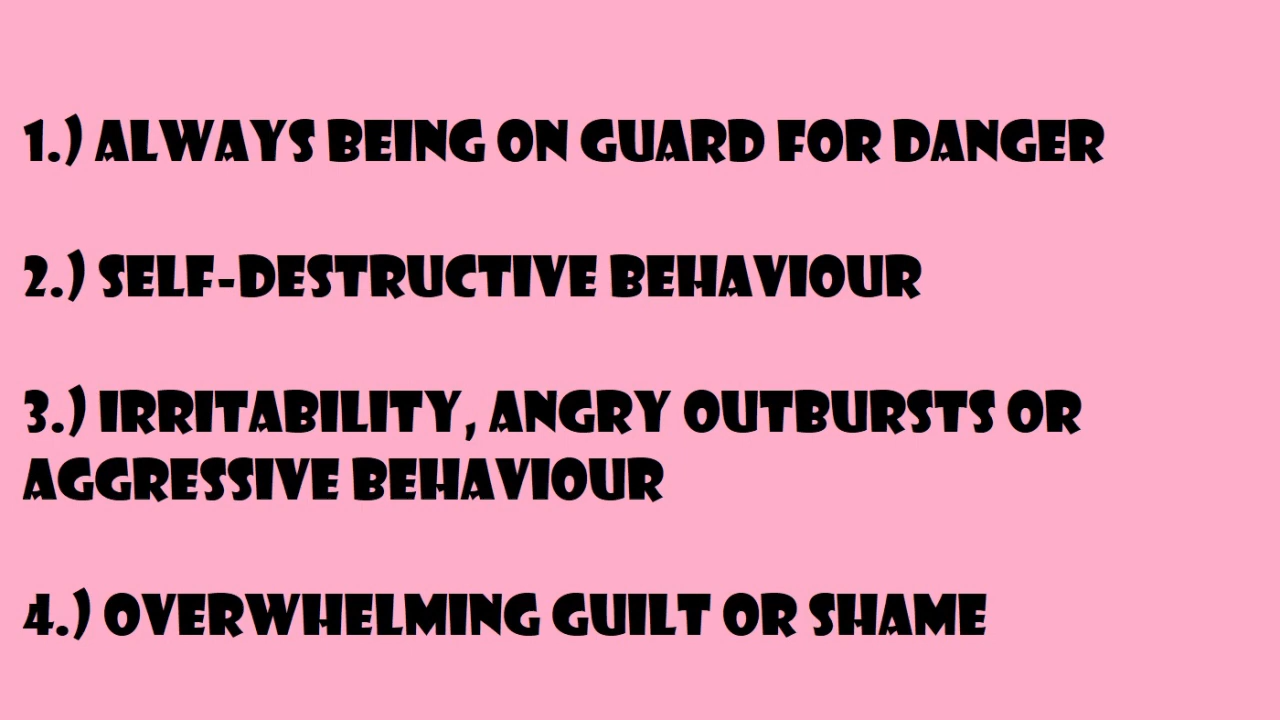 1.) ALWAYS BEING ON GUARD FOR DANGER
2.) SELF-DESTRUCTIVE BEHAVIOUR
3.) IRRITABILITY, ANGRY OUTBURSTS OR
AGGRESSIVE BEHAVIOUR
4.) OVERWHELMING GUILT OR SHAME